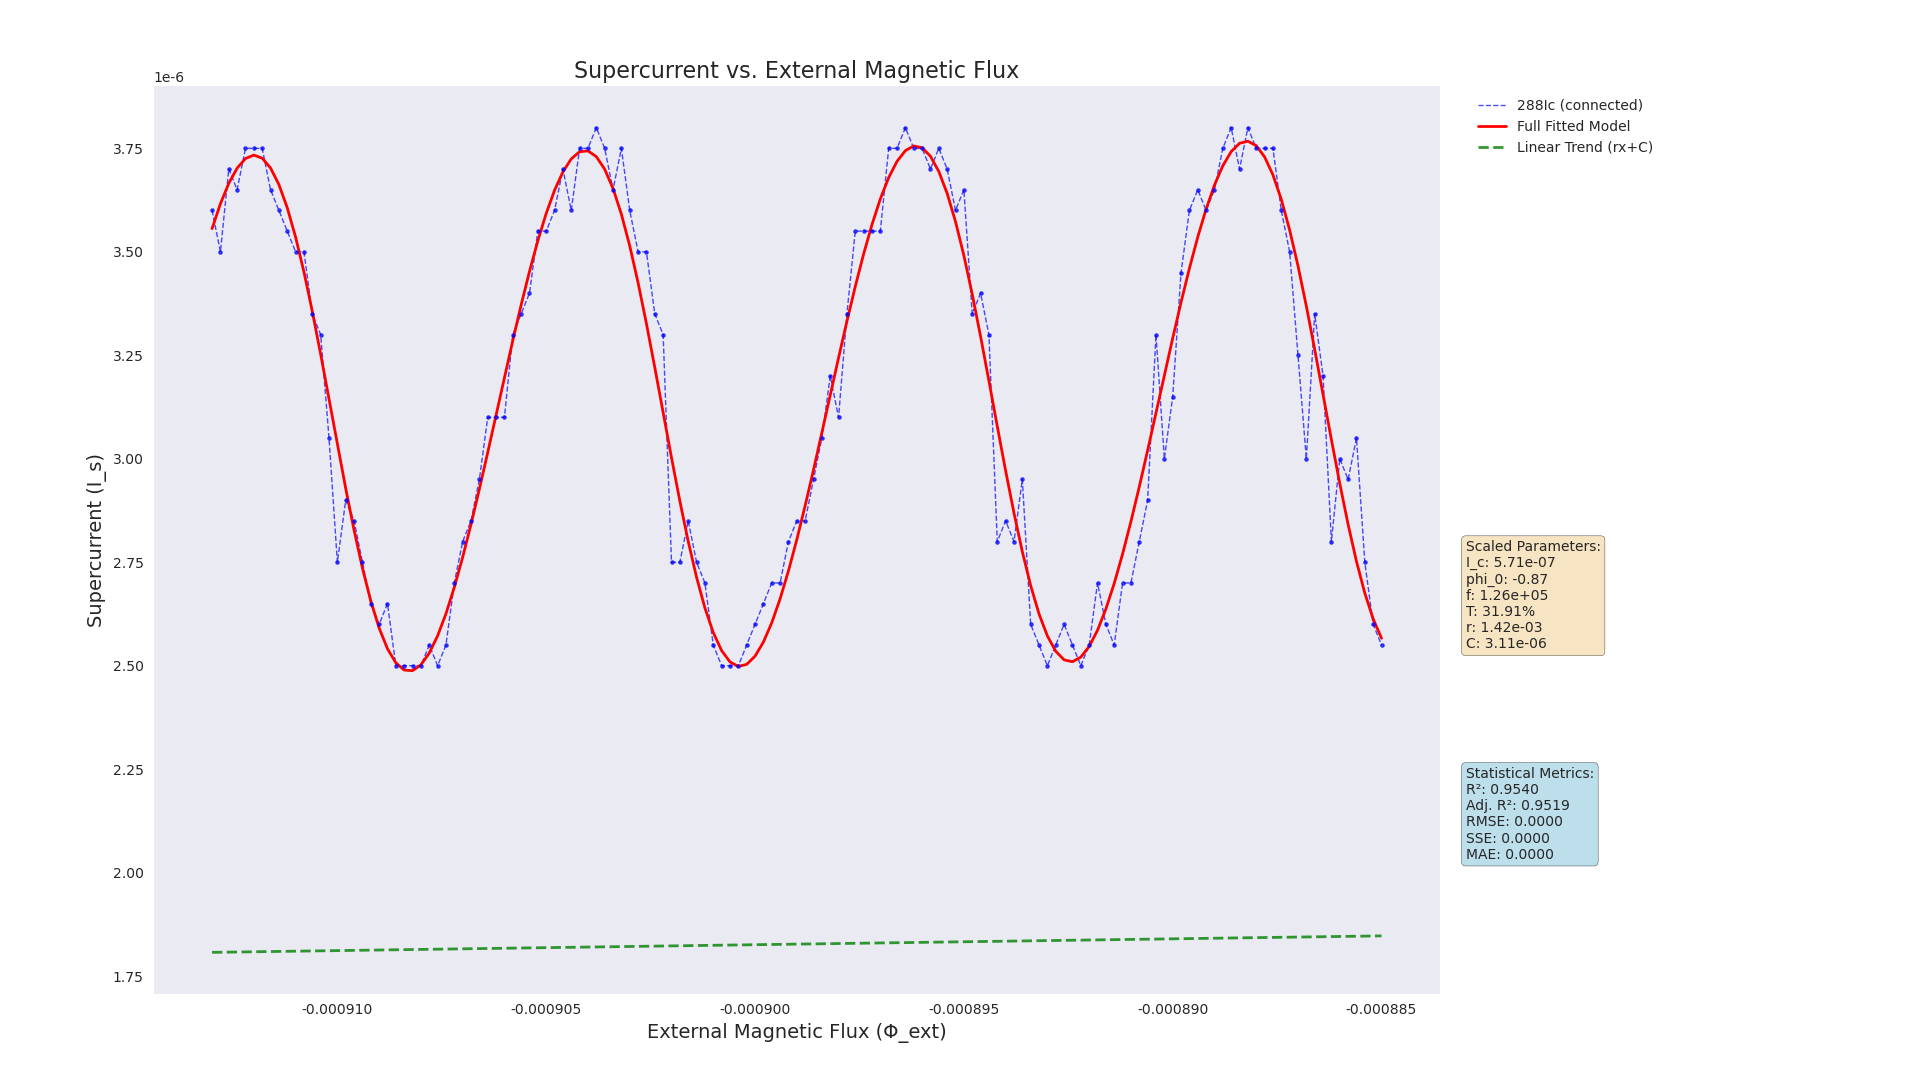 Supercurrent vs. External Magnetic Flux
1e-6
3.75
3.50
3.25
3.00
2.75
2.50
2.25
2.00
1.75
Supercurrent (I_s)
-0.000910
-0.000905
-0.000900
-0.000895
-0.000890
-0.000885
External Magnetic Flux (Φ_ext)
288Ic (connected)
Full Fitted Model
Linear Trend (rx+C)
Scaled Parameters:
I_c: 5.71e-07
phi_0: -0.87
f: 1.26e+05
T: 31.91%
r: 1.42e-03
C: 3.11e-06
Statistical Metrics:
R²: 0.9540
Adj. R²: 0.9519
RMSE: 0.0000
SSE: 0.0000
MAE: 0.0000